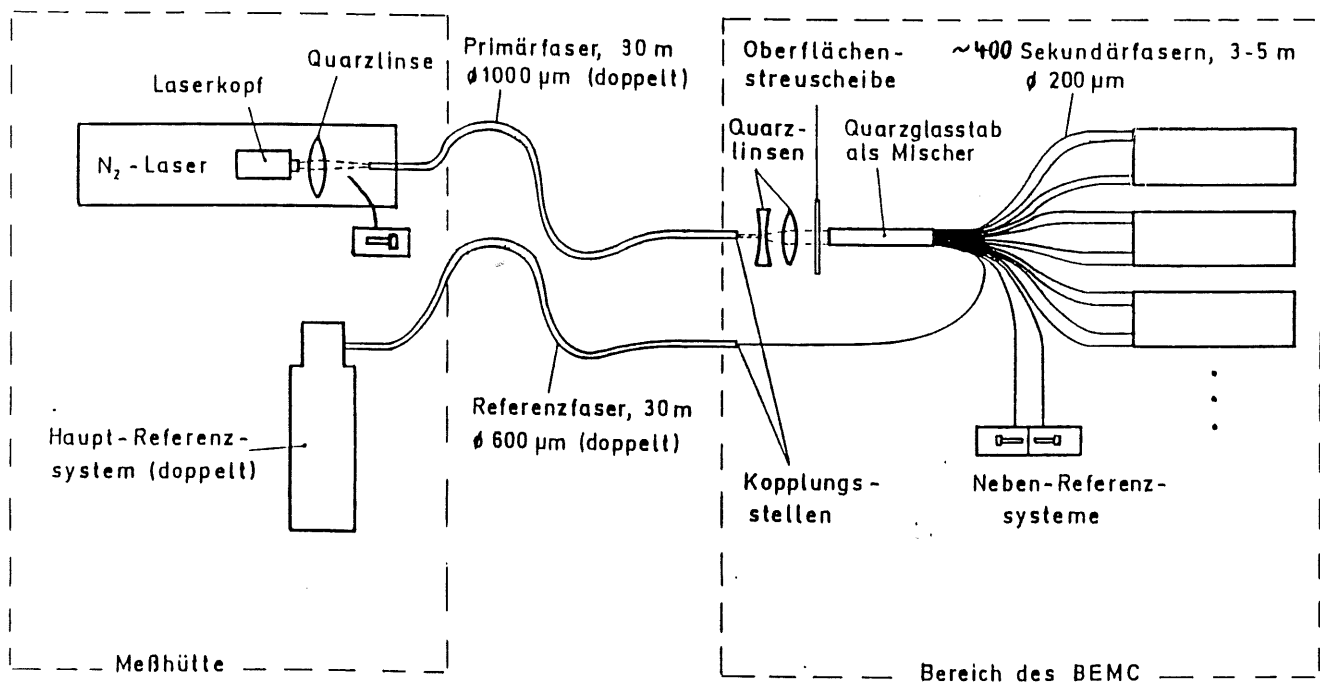 Primärfaser, 30 m
ø 1000 µm (doppelt)
Quarzlinse
Laserkopf
N₂-Laser
Oberflächen-
streuscheibe
~400 Sekundärfasern, 3-5 m
ø 200 µm
Quarz-
linsen
Quarzglasstab
als Mischer
Referenzfaser, 30 m
ø 600 µm (doppelt)
Haupt-Referenz-
system (doppelt)
Kopplungs-
stellen
Neben-Referenz-
systeme
Meßhütte
Bereich des BEMC